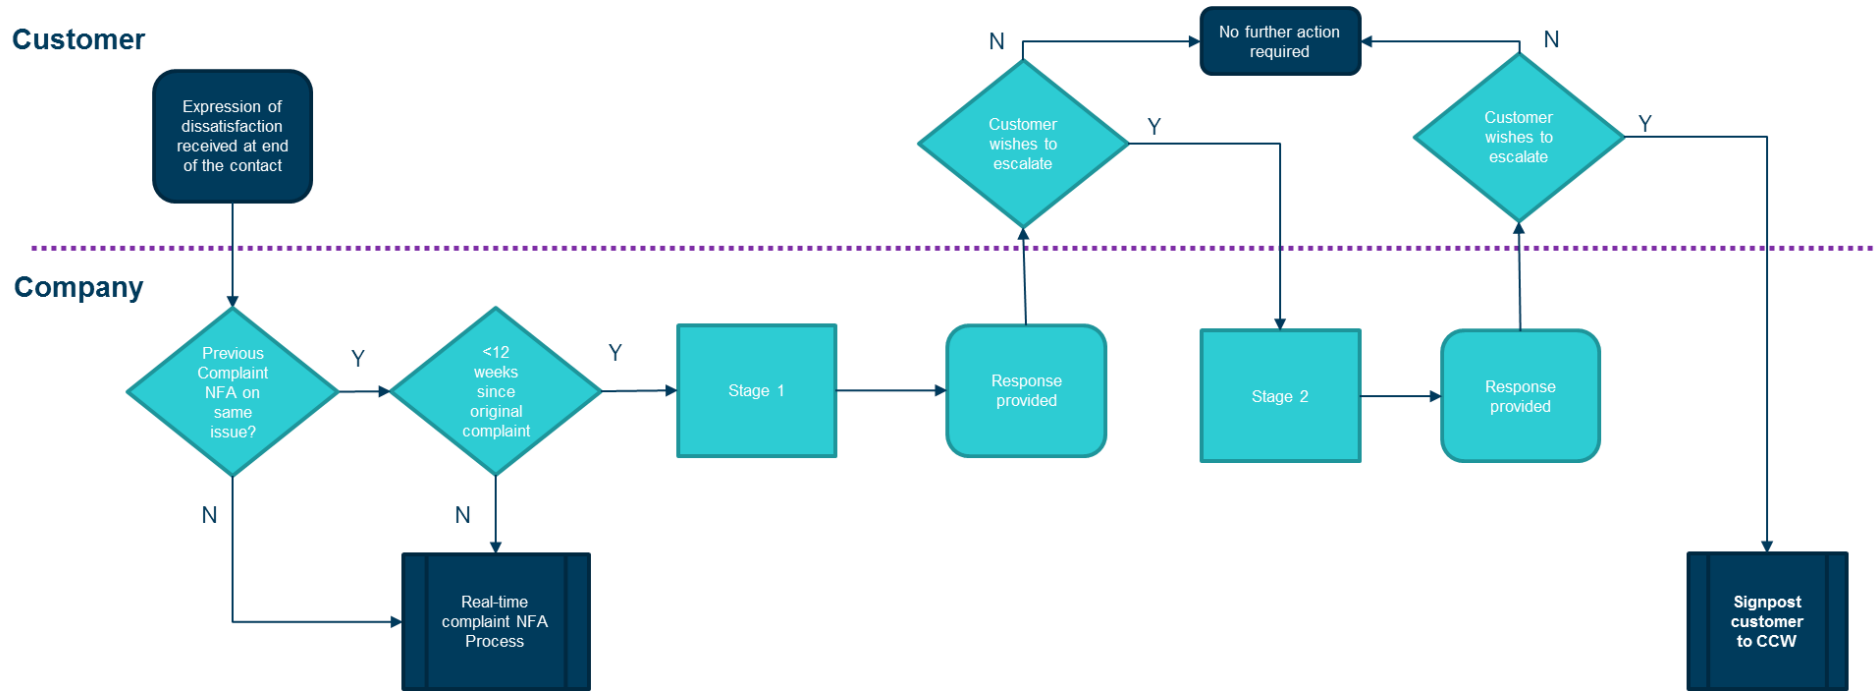 Customer
Expression of
dissatisfaction
received at end
of the contact
N
No further action
required
N
Customer
wishes to
escalate
Y
Customer
wishes to
escalate
Y
Company
Previous
Complaint
NFA on
same
issue?
Y
<12
weeks
since
original
complaint
Y
Stage 1
Response
provided
Stage 2
Response
provided
N
N
Real-time
complaint NFA
Process
Signpost
customer
to CCW